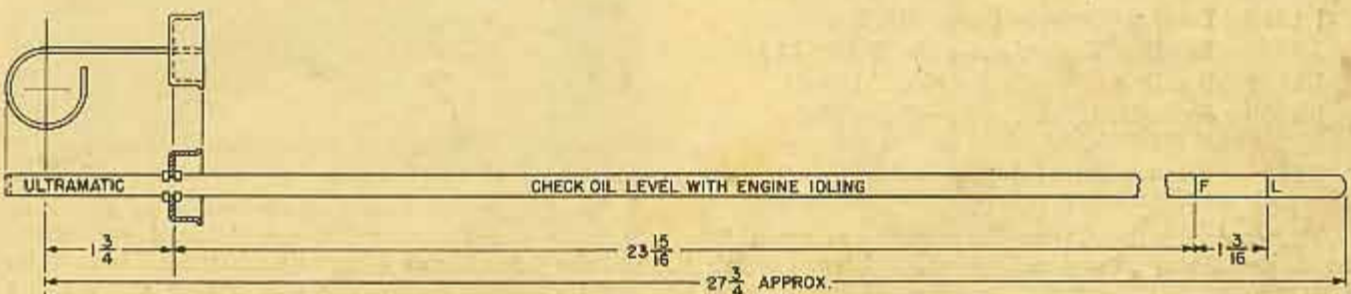 ULTRAMATIC CHECK OIL LEVEL WITH ENGINE IDLING F L
1 3/4 23 15/16 1 3/16
27 3/4 APPROX.